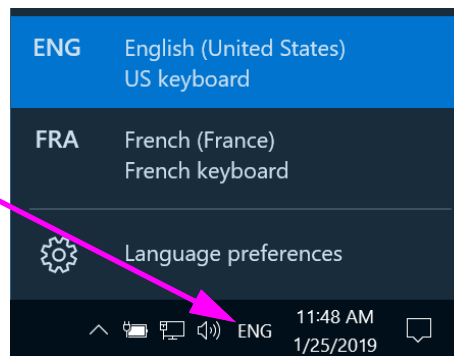 ENG English (United States)
US keyboard
FRA French (France)
French keyboard
Language preferences
ENG
11:48 AM
1/25/2019